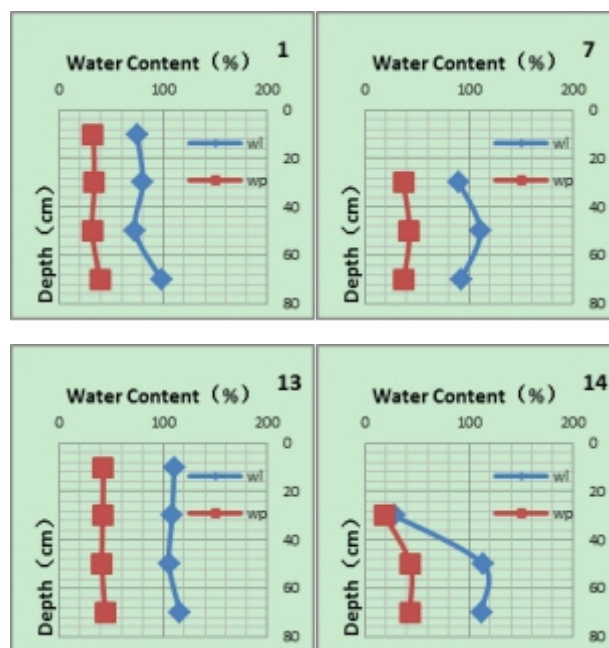 Water Content（%） 1
0 100 200
0
wl
20
wp
40
60
80
Depth（cm）
Water Content（%） 7
0 100 200
0
wl
20
wp
40
60
80
Depth（cm）
Water Content（%） 13
0 100 200
0
wl
20
wp
40
60
80
Depth（cm）
Water Content（%） 14
0 100 200
0
wl
20
wp
40
60
80
Depth（cm）